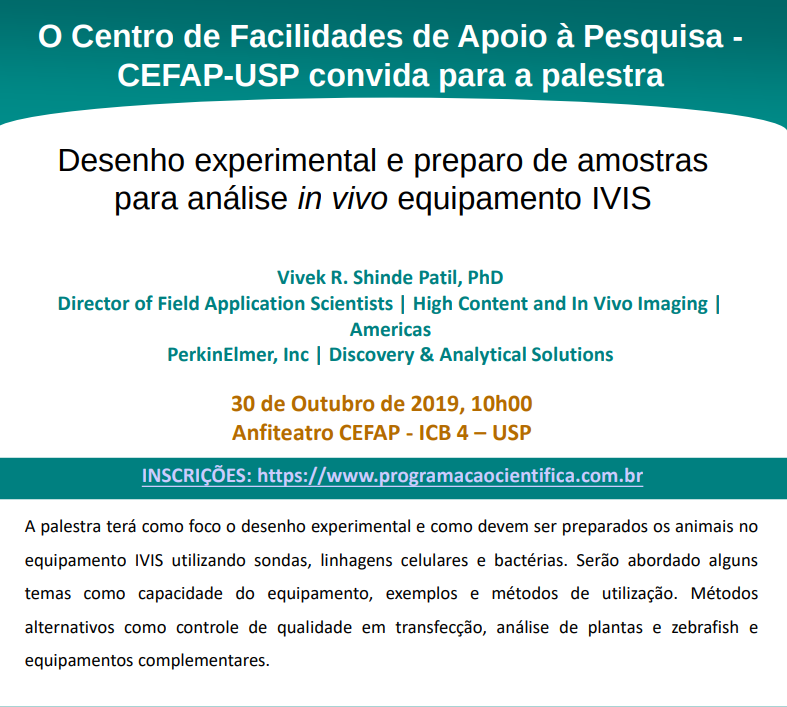 O Centro de Facilidades de Apoio à Pesquisa -
CEFAP-USP convida para a palestra
Desenho experimental e preparo de amostras
para análise in vivo equipamento IVIS
Vivek R. Shinde Patil, PhD
Director of Field Application Scientists | High Content and In Vivo Imaging |
Americas
PerkinElmer, Inc | Discovery & Analytical Solutions
30 de Outubro de 2019, 10h00
Anfiteatro CEFAP - ICB 4 – USP
INSCRIÇÕES: https://www.programacaocientifica.com.br
A palestra terá como foco o desenho experimental e como devem ser preparados os animais no
equipamento IVIS utilizando sondas, linhagens celulares e bactérias. Serão abordado alguns
temas como capacidade do equipamento, exemplos e métodos de utilização. Métodos
alternativos como controle de qualidade em transfecção, análise de plantas e zebrafish e
equipamentos complementares.